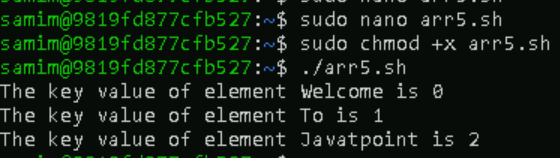 samim@9819fd877cfb527:~$ sudo nano arr5.sh
samim@9819fd877cfb527:~$ sudo chmod +x arr5.sh
samim@9819fd877cfb527:~$ ./arr5.sh
The key value of element Welcome is 0
The key value of element To is 1
The key value of element Javatpoint is 2